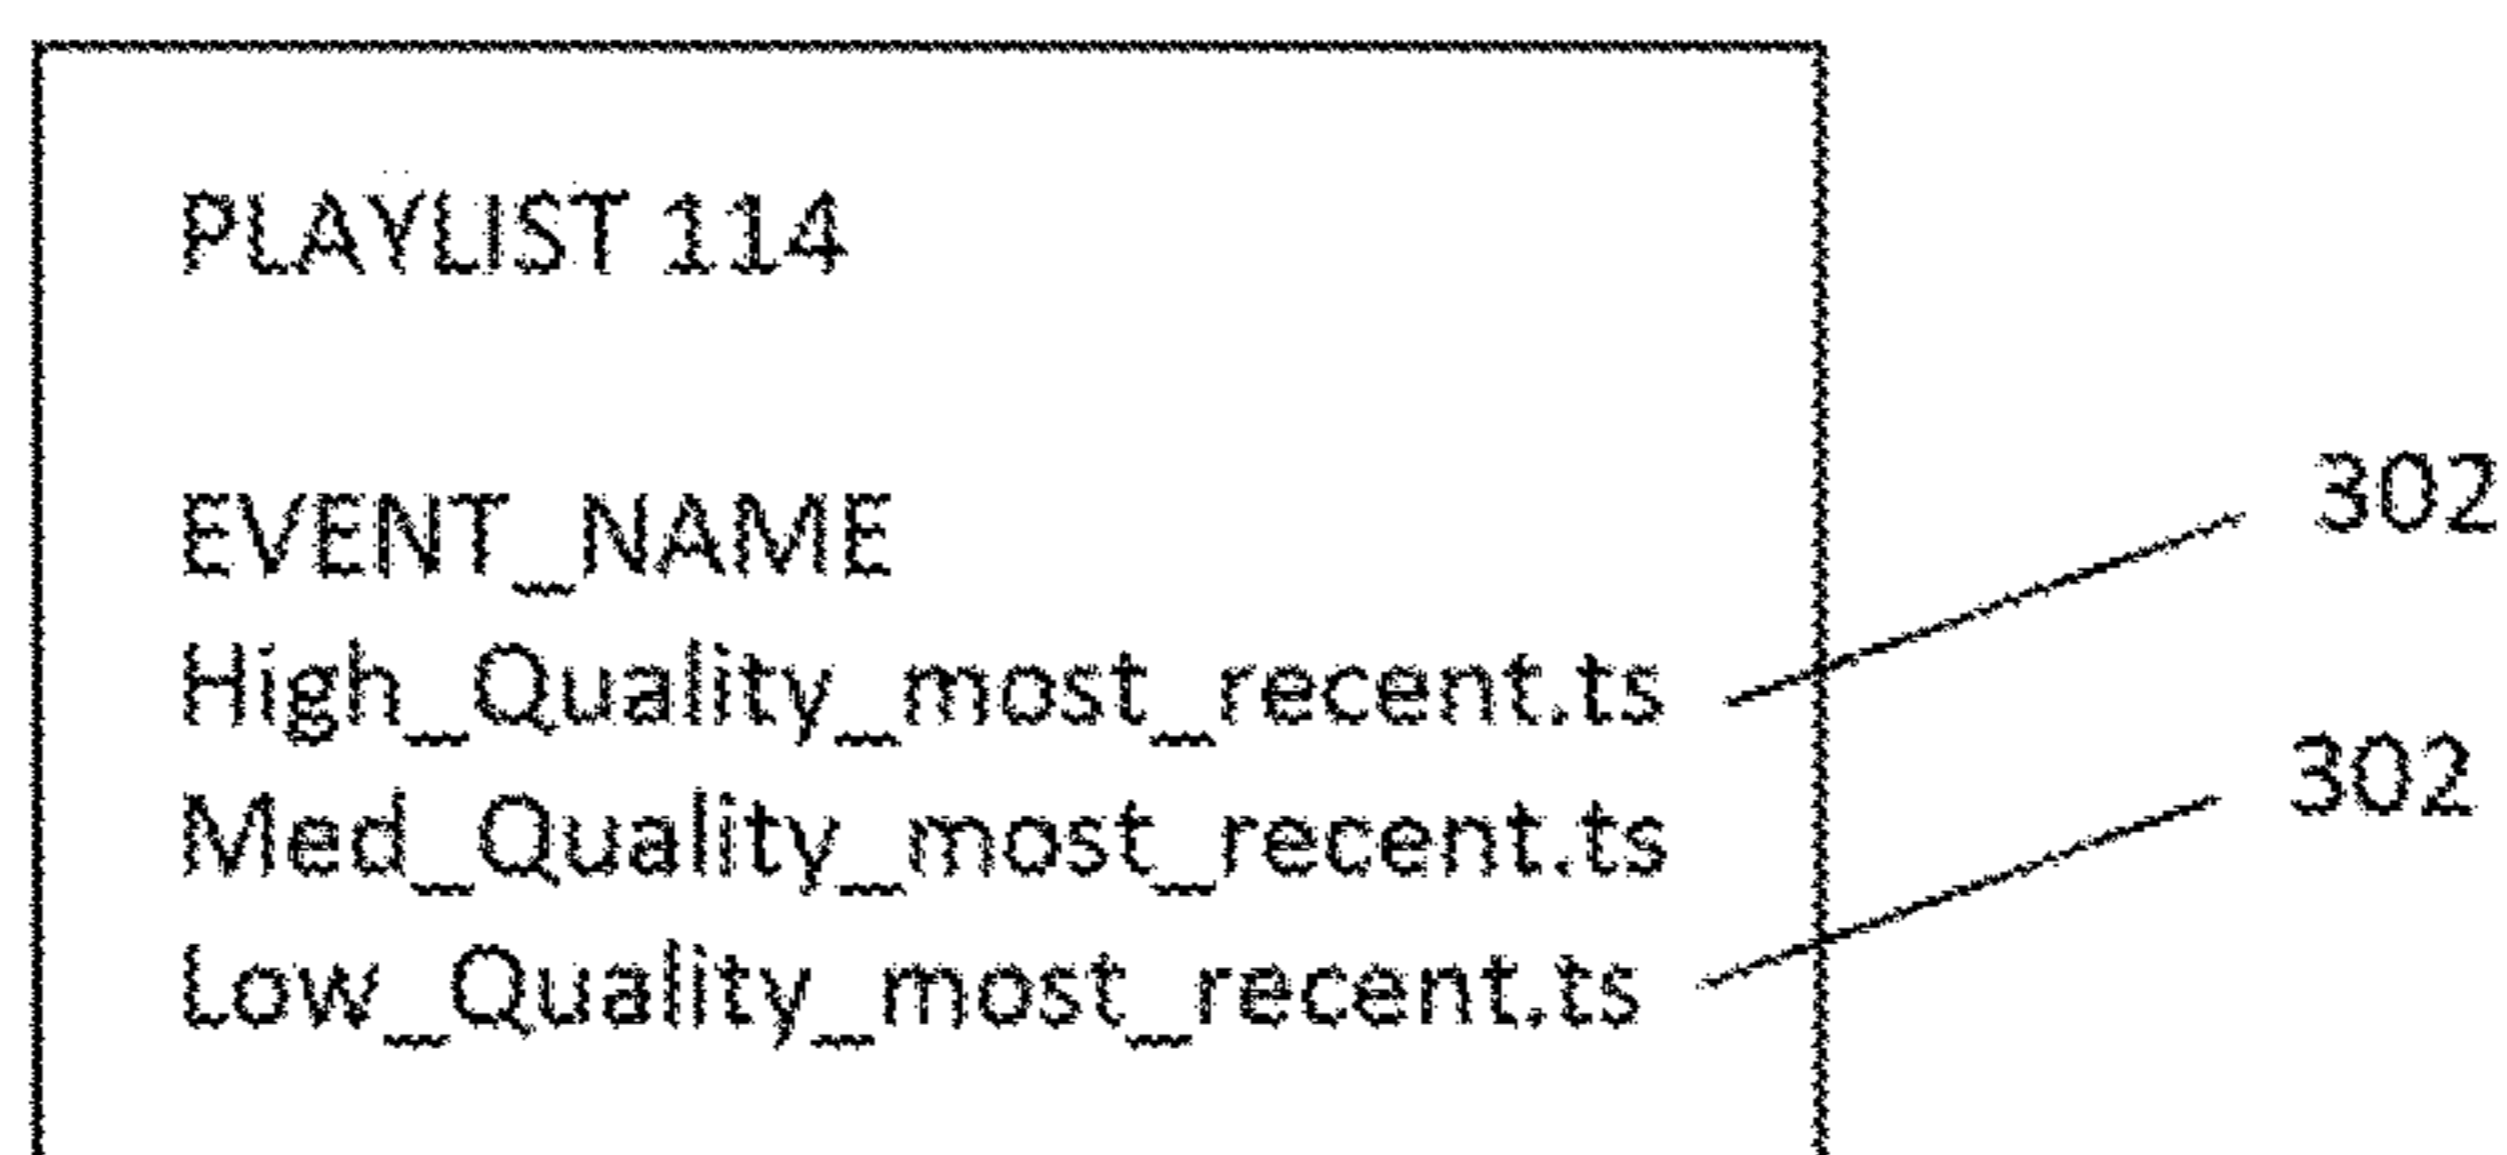 PLAYLIST 114
EVENT_NAME
302
High_Quality_most_recent.ts
302
Med_Quality_most_recent.ts
Low_Quality_most_recent.ts